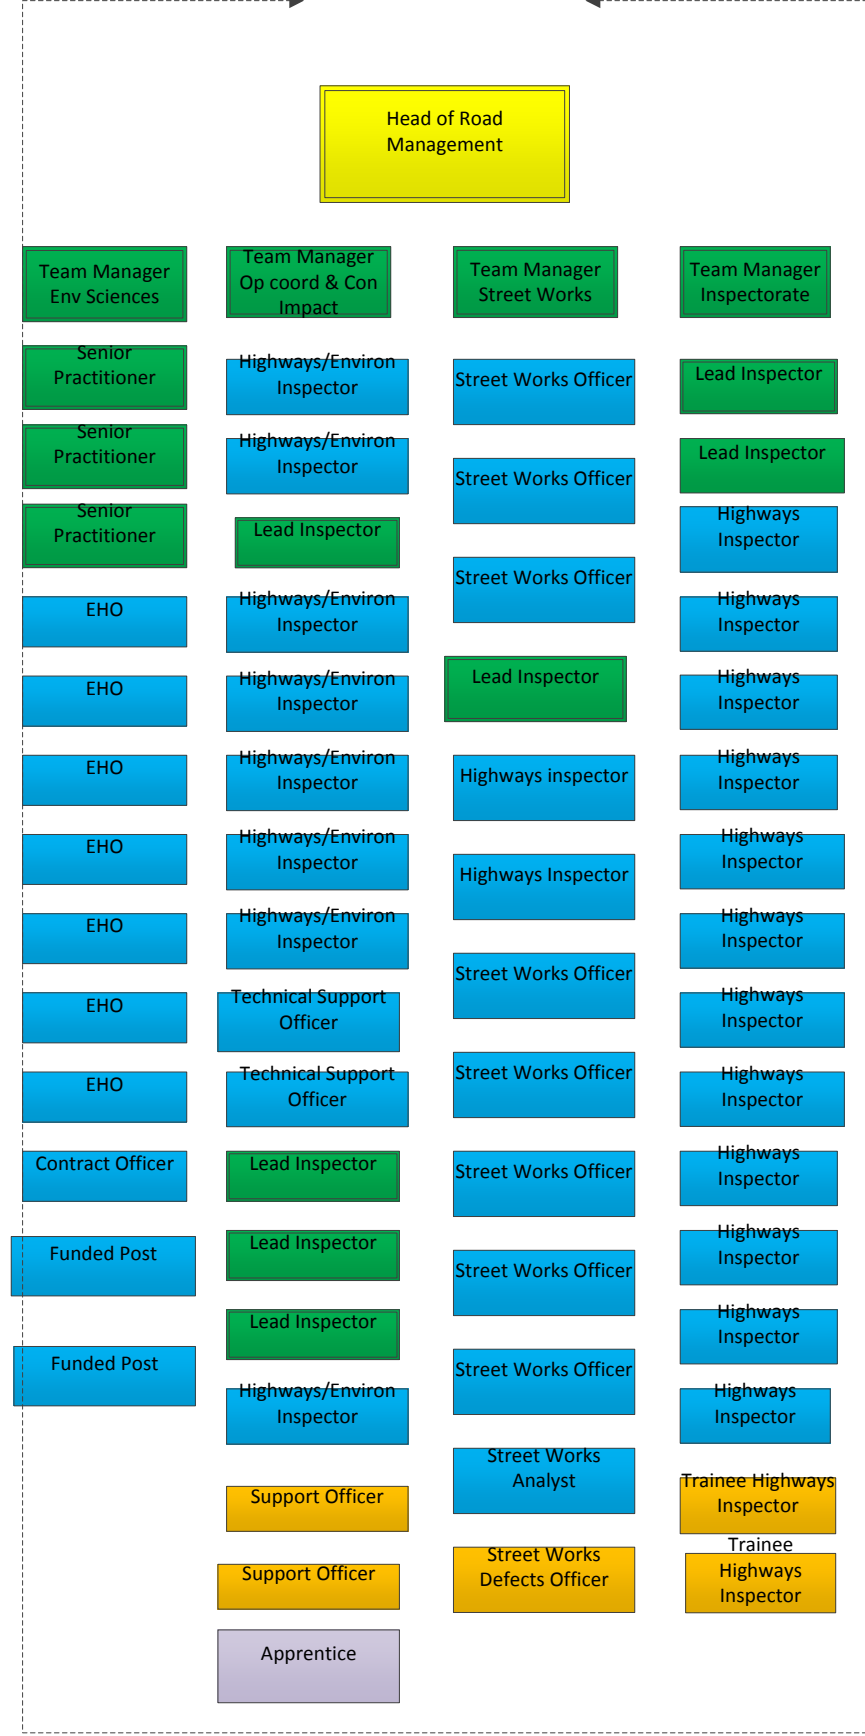 Head of Road
Management
Team Manager
Env Sciences
Senior
Practitioner
Senior
Practitioner
Senior
Practitioner
EHO
EHO
EHO
EHO
EHO
EHO
EHO
Contract Officer
Funded Post
Funded Post
Team Manager
Op coord & Con
Impact
Highways/Environ
Inspector
Highways/Environ
Inspector
Lead Inspector
Highways/Environ
Inspector
Highways/Environ
Inspector
Highways/Environ
Inspector
Highways/Environ
Inspector
Highways/Environ
Inspector
Technical Support
Officer
Technical Support
Officer
Lead Inspector
Lead Inspector
Lead Inspector
Highways/Environ
Inspector
Support Officer
Support Officer
Apprentice
Team Manager
Street Works
Street Works Officer
Street Works Officer
Street Works Officer
Lead Inspector
Highways inspector
Highways Inspector
Street Works Officer
Street Works Officer
Street Works Officer
Street Works Officer
Street Works Officer
Street Works
Analyst
Street Works
Defects Officer
Team Manager
Inspectorate
Lead Inspector
Lead Inspector
Highways
Inspector
Highways
Inspector
Highways
Inspector
Highways
Inspector
Highways
Inspector
Highways
Inspector
Highways
Inspector
Highways
Inspector
Highways
Inspector
Highways
Inspector
Highways
Inspector
Highways
Inspector
Trainee Highways
Inspector
Trainee
Highways
Inspector